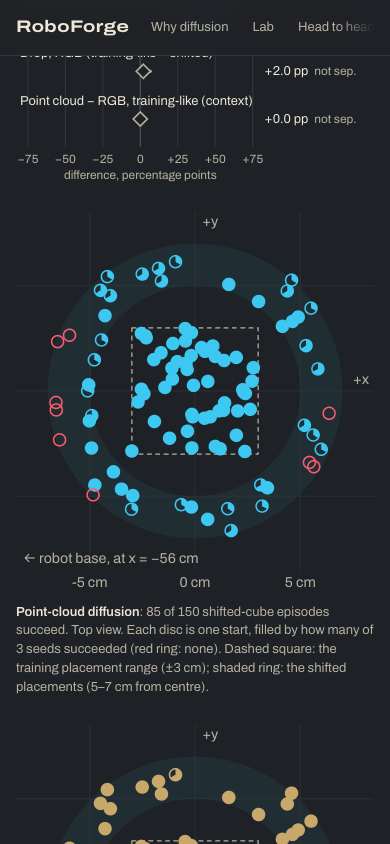 RoboForge Why diffusion Lab Head to head
+2.0 pp not sep.
Point cloud – RGB, training-like (context)
+0.0 pp not sep.
−75 −50 −25 0 +25 +50 +75
difference, percentage points
+y
+x
← robot base, at x = −56 cm
-5 cm 0 cm 5 cm
Point-cloud diffusion: 85 of 150 shifted-cube episodes
succeed. Top view. Each disc is one start, filled by how many of
3 seeds succeeded (red ring: none). Dashed square: the
training placement range (±3 cm); shaded ring: the shifted
placements (5–7 cm from centre).
+y